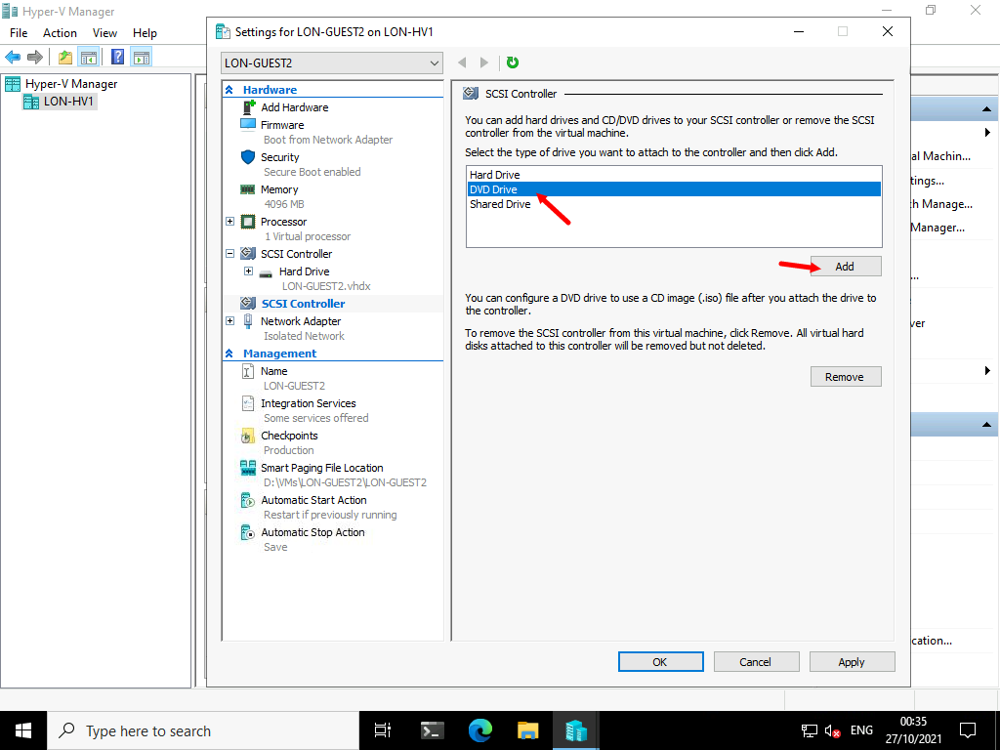 Hyper-V Manager
File Action View Help
Hyper-V Manager
LON-HV1
Settings for LON-GUEST2 on LON-HV1
LON-GUEST2
Hardware
Add Hardware
Firmware
Boot from Network Adapter
Security
Secure Boot enabled
Memory
4096 MB
Processor
1 Virtual processor
SCSI Controller
Hard Drive
LON-GUEST2.vhdx
SCSI Controller
Network Adapter
Isolated Network
Management
Name
LON-GUEST2
Integration Services
Some services offered
Checkpoints
Production
Smart Paging File Location
D:\VMs\LON-GUEST2\LON-GUEST2
Automatic Start Action
Restart if previously running
Automatic Stop Action
Save
SCSI Controller
You can add hard drives and CD/DVD drives to your SCSI controller or remove the SCSI
controller from the virtual machine.
Select the type of drive you want to attach to the controller and then click Add.
Hard Drive
DVD Drive
Shared Drive
Add
You can configure a DVD drive to use a CD image (.iso) file after you attach the drive to
the controller.
To remove the SCSI controller from this virtual machine, click Remove. All virtual hard
disks attached to this controller will be removed but not deleted.
Remove
OK Cancel Apply
al Machin...
tings...
h Manage...
Manager...
...
ver
cation...
Type here to search
ENG
00:35
27/10/2021